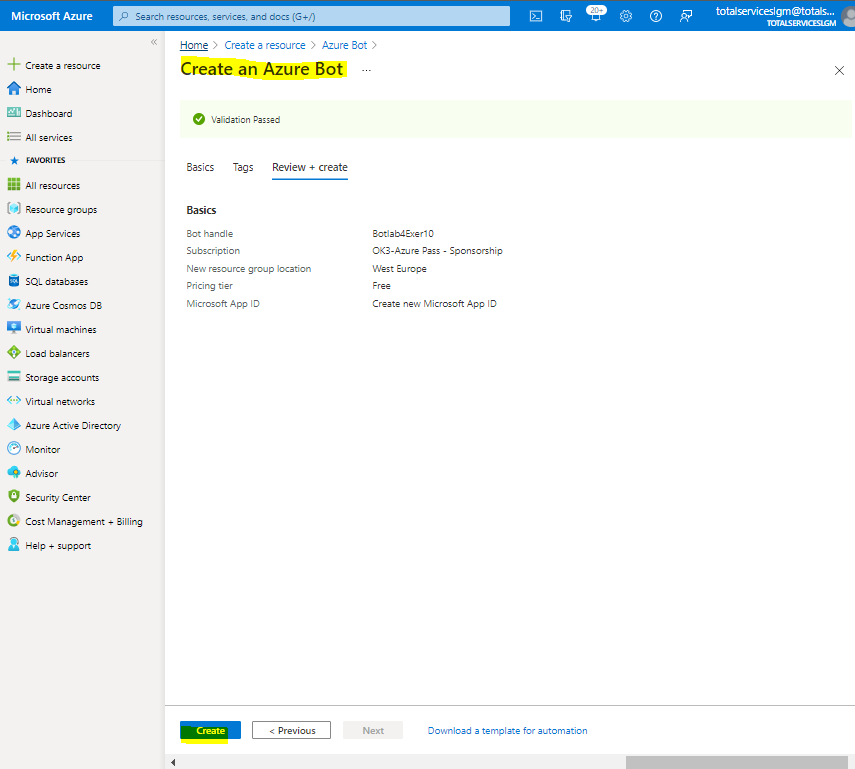 Microsoft Azure
Search resources, services, and docs (G+/)
20+
totalserviceslgm@totals...
TOTALSERVICESLGM
«
Create a resource
Home
Dashboard
All services
FAVORITES
All resources
Resource groups
App Services
Function App
SQL databases
Azure Cosmos DB
Virtual machines
Load balancers
Storage accounts
Virtual networks
Azure Active Directory
Monitor
Advisor
Security Center
Cost Management + Billing
Help + support
Home > Create a resource > Azure Bot >
Create an Azure Bot ...
Validation Passed
Basics Tags Review + create
Basics
Bot handle Botlab4Exer10
Subscription OK3-Azure Pass - Sponsorship
New resource group location West Europe
Pricing tier Free
Microsoft App ID Create new Microsoft App ID
Create < Previous Next Download a template for automation